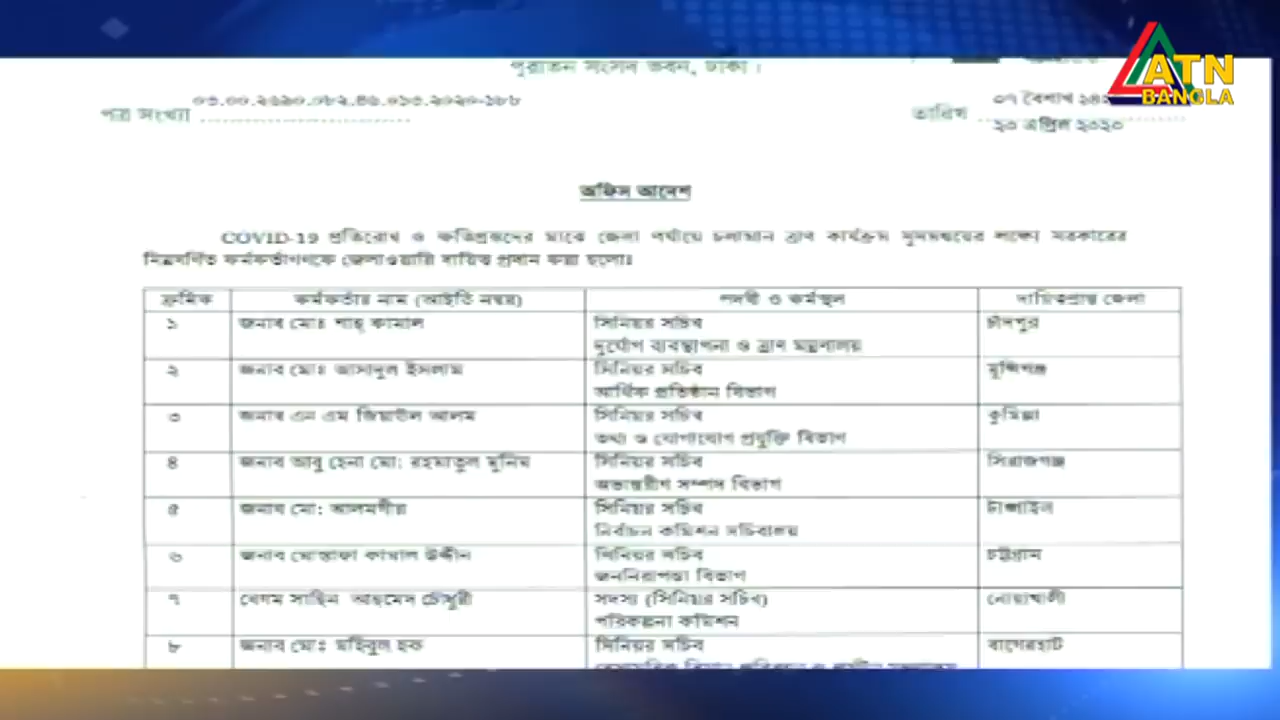 পুরাতন সংসদ ভবন, ঢাকা।
ATN
BANGLA
০৩.০০.২৬৯০.০৮২.৪৬.০১৩.২০২০-১৮৮
পত্র সংখ্যা
তারিখ
০৭ বৈশাখ
২০ এপ্রিল ২০২০
অফিস আদেশ
COVID-19 প্রতিরোধ ও ক্ষতিগ্রস্তদের মাঝে জেলা পর্যায়ে চলমান ত্রাণ কার্যক্রম সুসমন্বয়ের লক্ষ্যে সরকারের
নিম্নবর্ণিত কর্মকর্তাগণকে জেলাওয়ারি দায়িত্ব প্রদান করা হলোঃ
ক্রমিক কর্মকর্তার নাম (আইডি নম্বর) পদবী ও কর্মস্থল দায়িত্বপ্রাপ্ত জেলা
১ জনাব মোঃ শাহ্ কামাল সিনিয়র সচিব চাঁদপুর
দুর্যোগ ব্যবস্থাপনা ও ত্রাণ মন্ত্রণালয়
২ জনাব মোঃ আসাদুল ইসলাম সিনিয়র সচিব মুন্সিগঞ্জ
আর্থিক প্রতিষ্ঠান বিভাগ
৩ জনাব এন এম জিয়াউল আলম সিনিয়র সচিব কুমিল্লা
তথ্য ও যোগাযোগ প্রযুক্তি বিভাগ
৪ জনাব আবু হেনা মো: রহমাতুল মুনিম সিনিয়র সচিব সিরাজগঞ্জ
অভ্যন্তরীণ সম্পদ বিভাগ
৫ জনাব মো: আলমগীর সিনিয়র সচিব টাঙ্গাইল
নির্বাচন কমিশন সচিবালয়
৬ জনাব মোস্তাফা কামাল উদ্দীন সিনিয়র সচিব চট্টগ্রাম
জননিরাপত্তা বিভাগ
৭ বেগম সাহিন আহমেদ চৌধুরী সদস্য (সিনিয়র সচিব) নোয়াখালী
পরিকল্পনা কমিশন
৮ জনাব মোঃ মহিবুল হক সিনিয়র সচিব বাগেরহাট